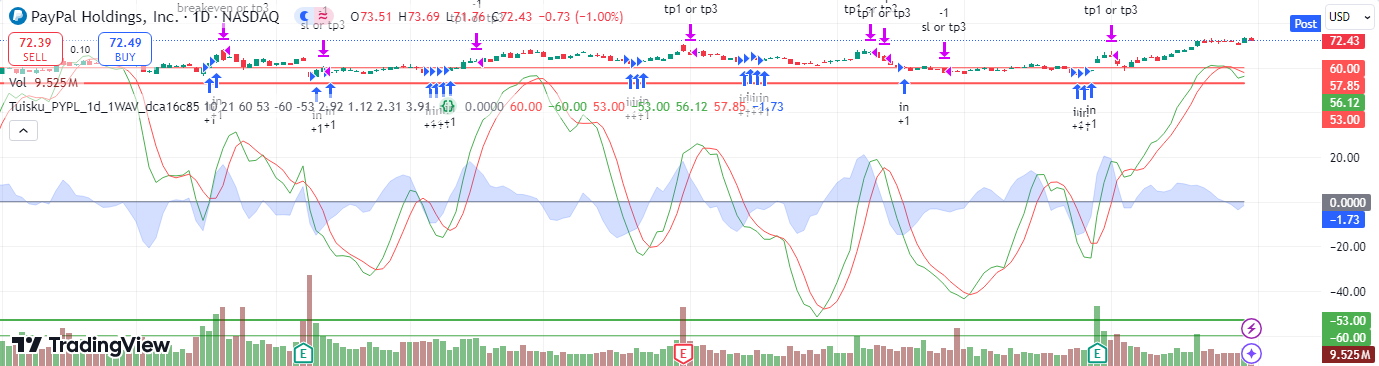 PayPal Holdings, Inc. · 1D · NASDAQ O73.51 H73.69 L71.76 C72.43 −0.73 (−1.00%)
breakeven or tp3
sl or tp3
-1
tp1 or tp3
tp1 or tp3
-1
sl or tp3
tp1 or tp3
USD
Post
72.39
SELL
0.10
72.49
BUY
72.43
Vol 9.525 M
60.00
57.85
56.12
53.00
Tuisku_PYPL_1d_1WAV_dca16c85 10 21 60 53 -60 -53 2.92 1.12 2.31 3.91 0.0000 60.00 −60.00 53.00 −53.00 56.12 57.85 −1.73
in
+1
+1
+1
in
+1
in
+1
20.00
0.0000
−1.73
−20.00
−40.00
−53.00
−60.00
9.525 M
TradingView
E
E
E